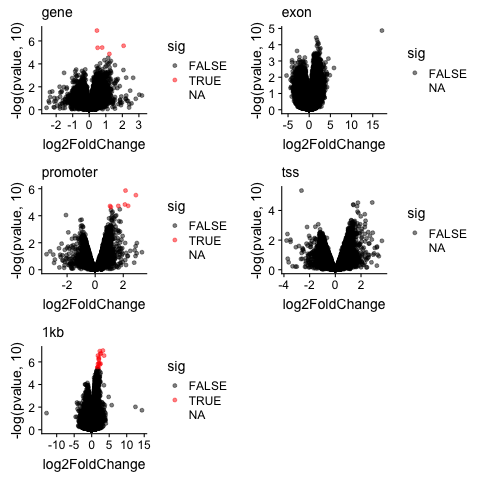 gene
-log(pvalue, 10)
6
4
2
0
-2 -1 0 1 2 3
log2FoldChange
sig
FALSE
TRUE
NA
exon
-log(pvalue, 10)
5
4
3
2
1
0
-5 0 5 10 15
log2FoldChange
sig
FALSE
NA
promoter
-log(pvalue, 10)
6
4
2
0
-2 0 2
log2FoldChange
sig
FALSE
TRUE
NA
tss
-log(pvalue, 10)
4
2
0
-4 -2 0 2
log2FoldChange
sig
FALSE
NA
1kb
-log(pvalue, 10)
6
4
2
0
-10 -5 0 5 10 15
log2FoldChange
sig
FALSE
TRUE
NA